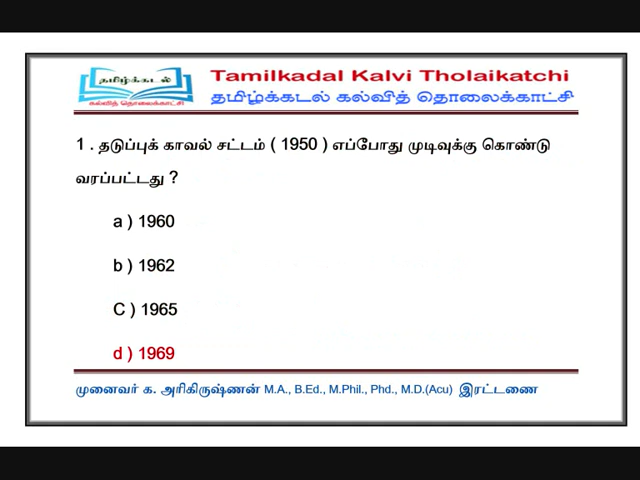 தமிழ்க்கடல்
கல்வித் தொலைகாட்சி
Tamilkadal Kalvi Tholaikatchi
தமிழ்க்கடல் கல்வித் தொலைக்காட்சி
1 . தடுப்புக் காவல் சட்டம் ( 1950 ) எப்போது முடிவுக்கு கொண்டு
வரப்பட்டது ?
a ) 1960
b ) 1962
C ) 1965
d ) 1969
முனைவர் க. அரிகிருஷ்ணன் M.A., B.Ed., M.Phil., Phd., M.D.(Acu) இரட்டணை